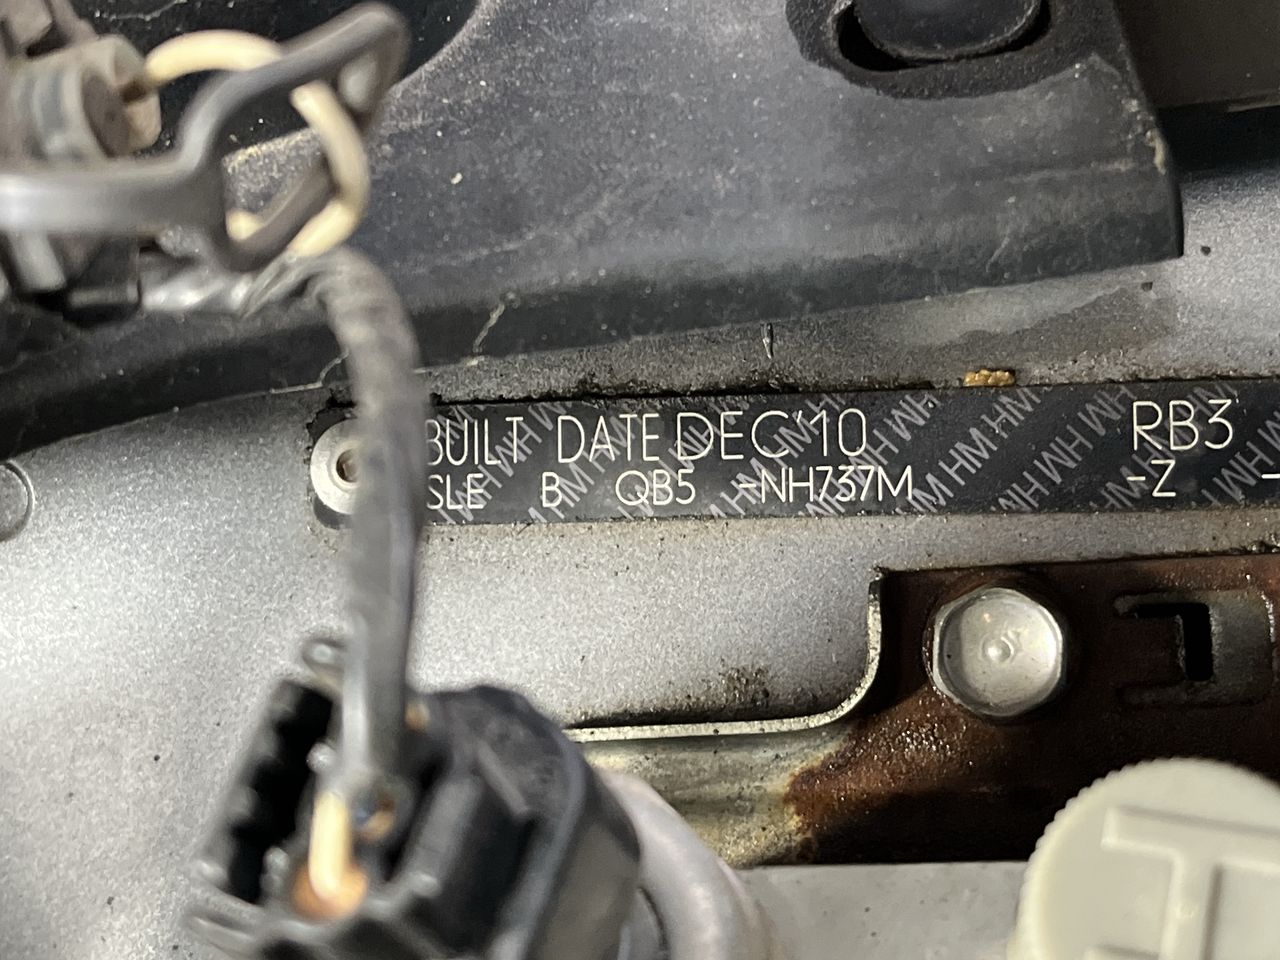 BUILT DATE DEC'10 RB3
SLE B QB5 -NH737M -Z -